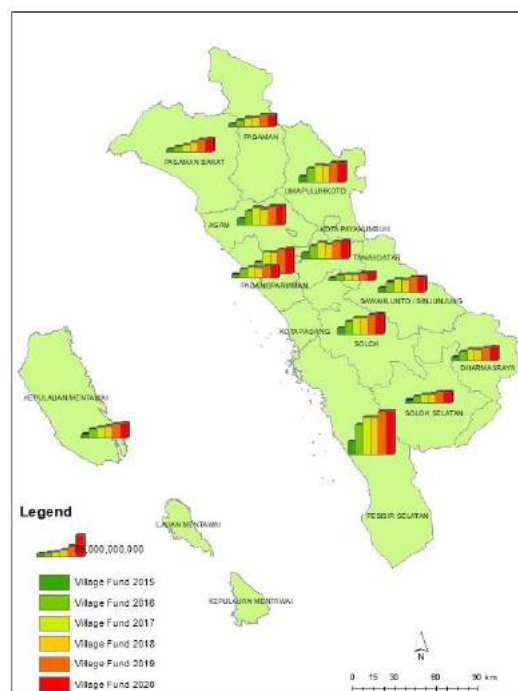 PASAMAN
PASAMAN BARAT
LIMAPULUHKOTO
AGAM
KOTA PAYAKUMBUH
TANAHDATAR
PADANGPARIAMAN
SAWAHLUNTO / SINJUNJUNG
KOTA PADANG
SOLOK
DHARMASRAYA
KEPULAUAN MENTAWAI
SOLOK SELATAN
PESISIR SELATAN
KEPULAUAN MENTAWAI
Legend
Village Fund 2015
Village Fund 2016
Village Fund 2017
Village Fund 2018
Village Fund 2019
Village Fund 2020
N
0 15 30 60 90 km